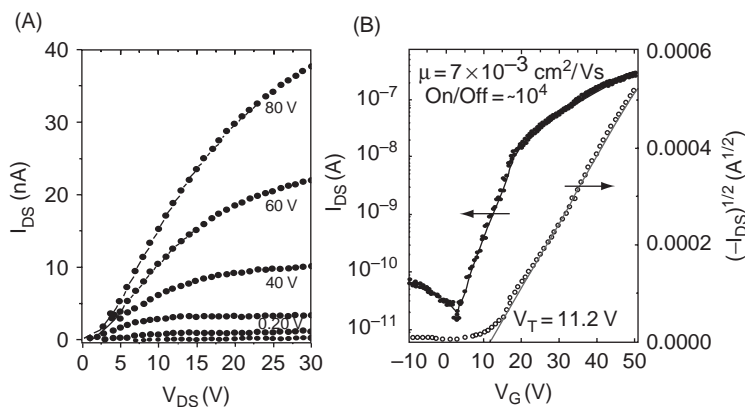 (A)
40
30
20
10
0
I_DS (nA)
80 V
60 V
40 V
0.20 V
0 5 10 15 20 25 30
V_DS (V)
(B)
μ = 7 × 10⁻³ cm²/Vs
On/Off = ~10⁴
10⁻⁷
10⁻⁸
10⁻⁹
10⁻¹⁰
10⁻¹¹
I_DS (A)
V_T = 11.2 V
−10 0 10 20 30 40 50
V_G (V)
0.0006
0.0004
0.0002
0.0000
(−I_DS)^1/2 (A^1/2)